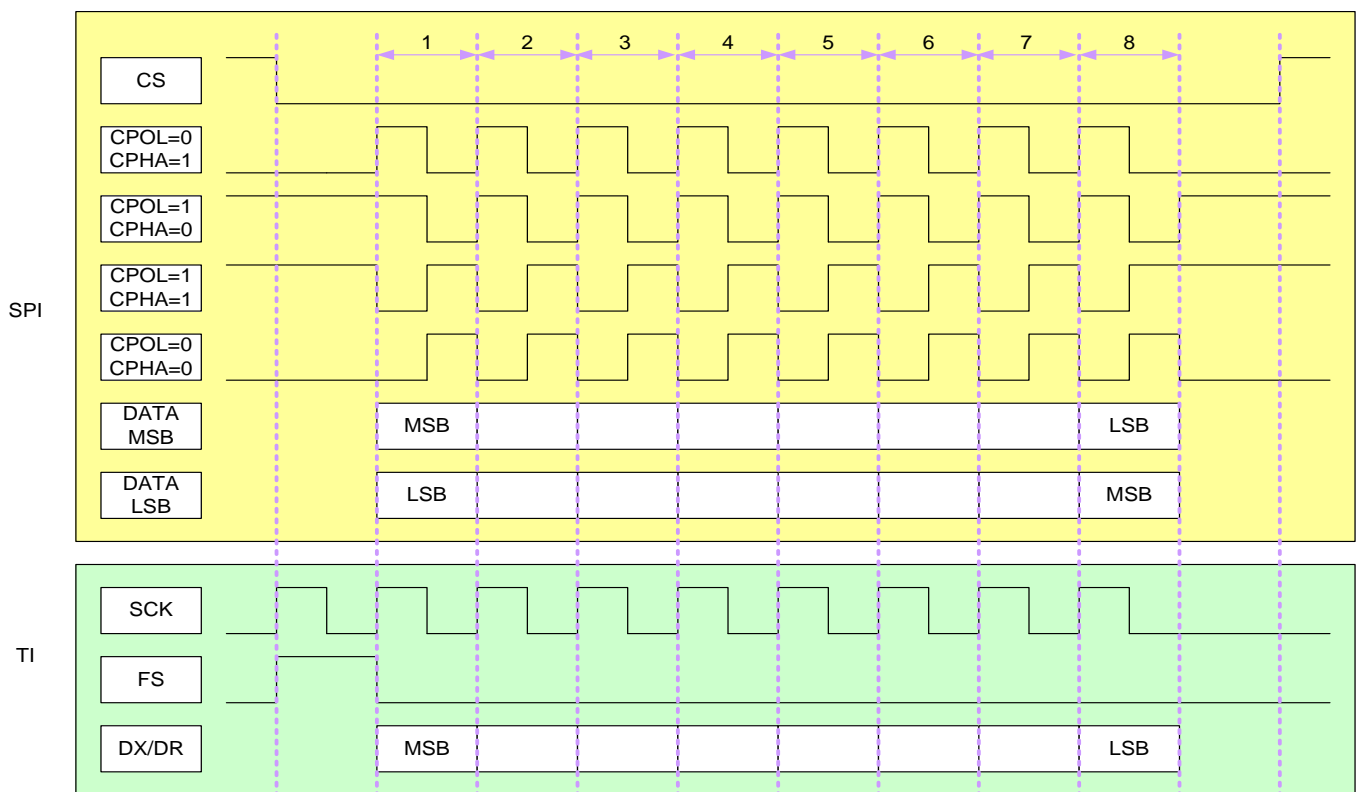 1 2 3 4 5 6 7 8
CS
CPOL=0
CPHA=1
CPOL=1
CPHA=0
CPOL=1
CPHA=1
SPI
CPOL=0
CPHA=0
DATA
MSB
MSB LSB
DATA
LSB
LSB MSB
SCK
TI
FS
DX/DR MSB LSB